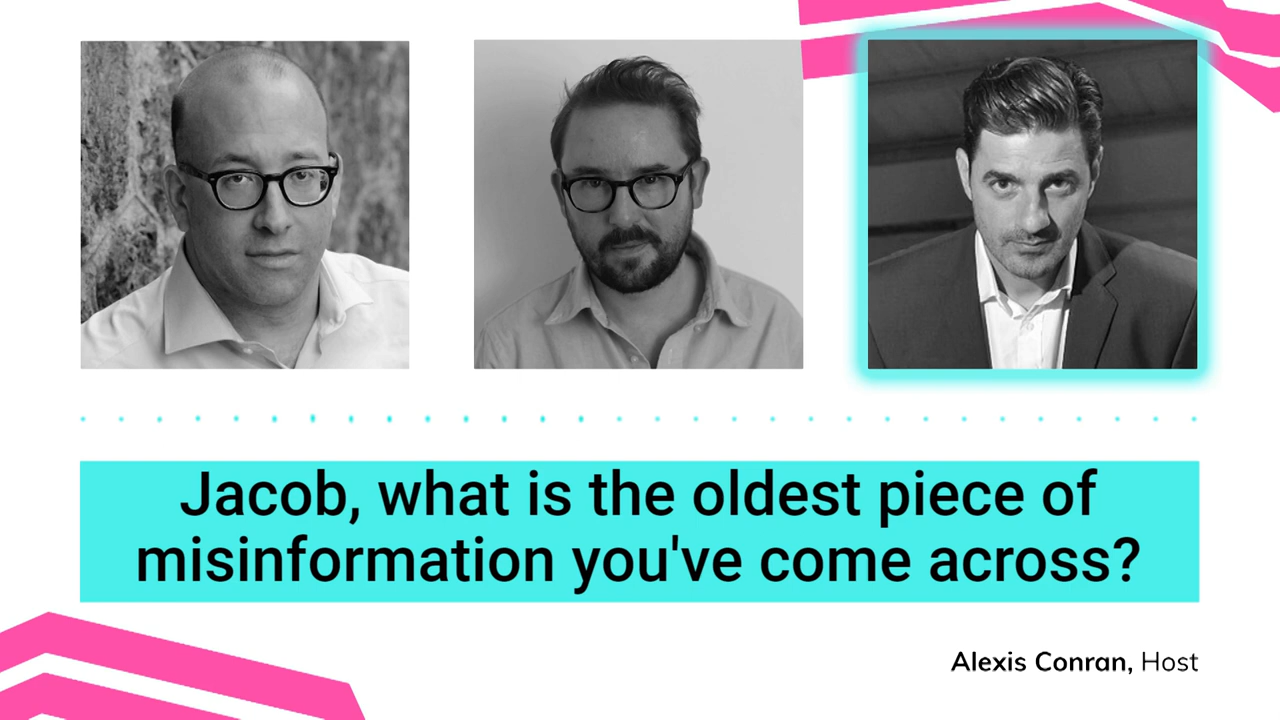 Jacob, what is the oldest piece of
misinformation you've come across?
Alexis Conran, Host